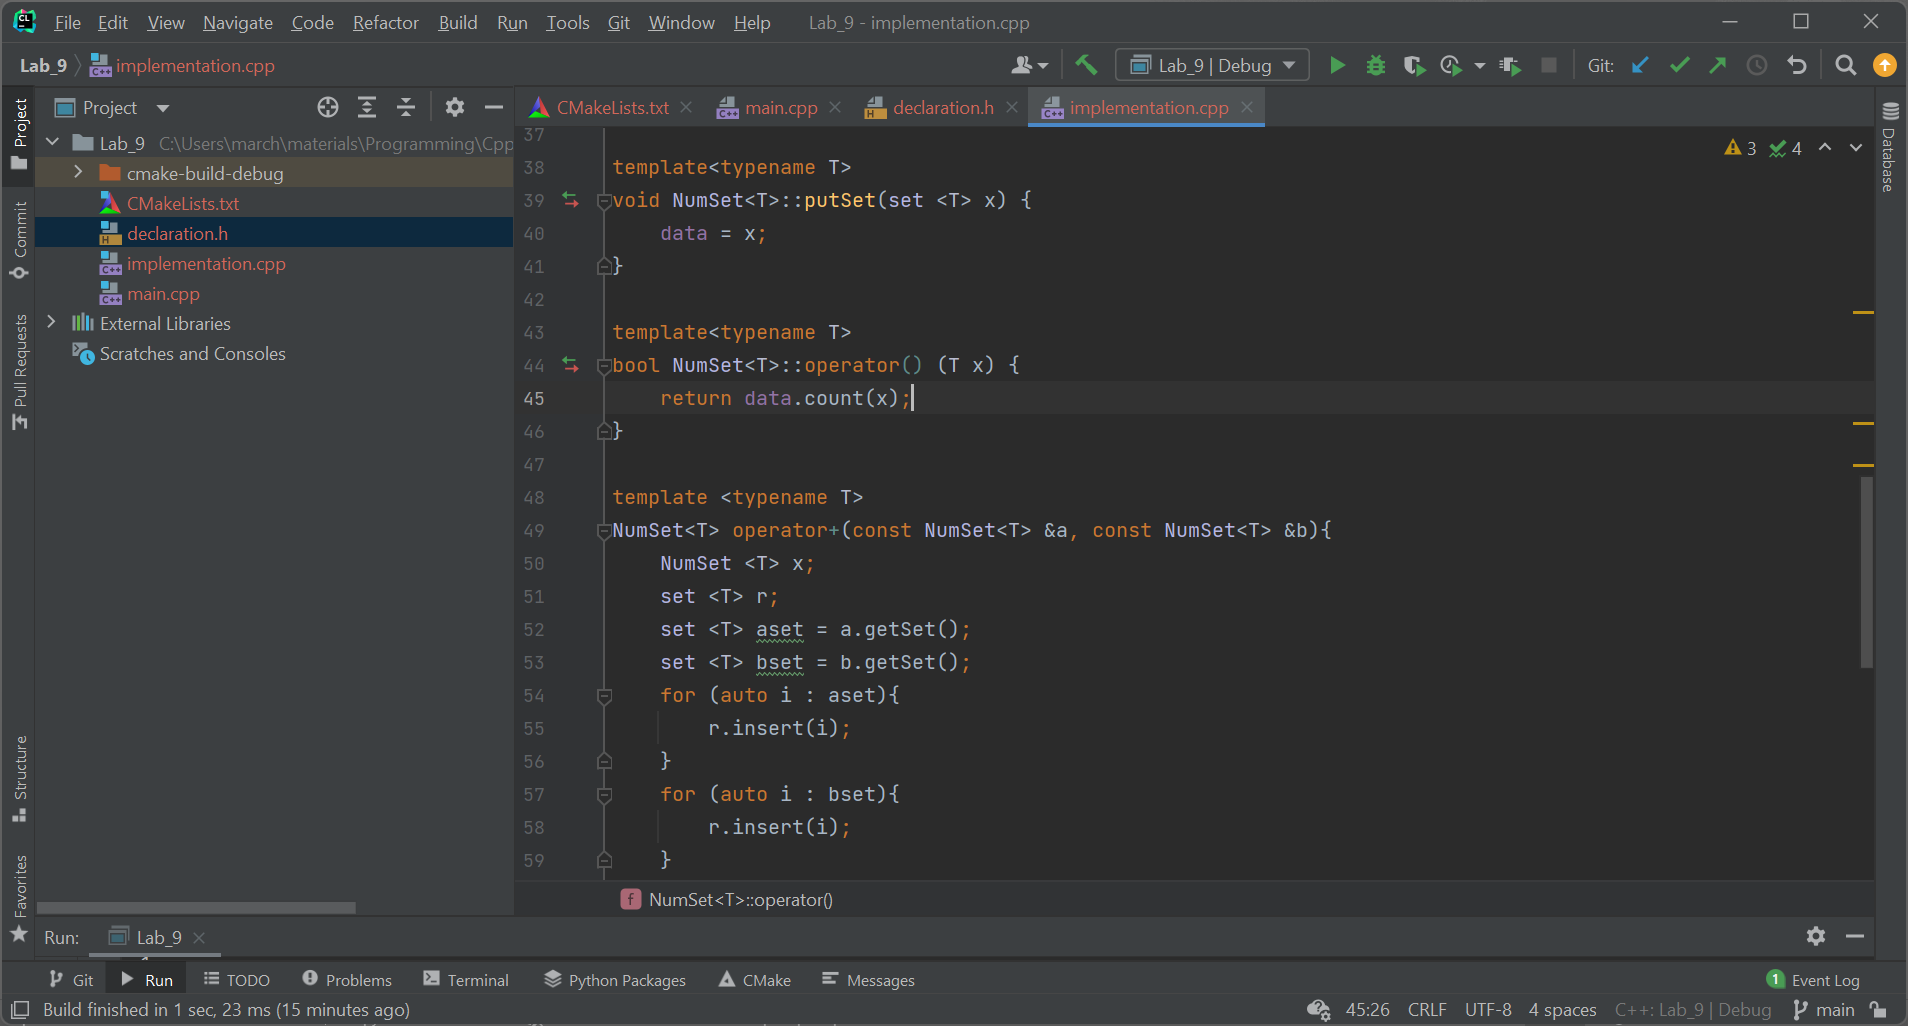 CL File Edit View Navigate Code Refactor Build Run Tools Git Window Help Lab_9 - implementation.cpp
Lab_9 implementation.cpp Lab_9 | Debug Git:
Project CMakeLists.txt main.cpp declaration.h implementation.cpp
Lab_9 C:\Users\march\materials\Programming\Cpp
cmake-build-debug
CMakeLists.txt
declaration.h
implementation.cpp
main.cpp
External Libraries
Scratches and Consoles
Project
Commit
Pull Requests
Structure
Favorites
Database
3 4
37
38 template<typename T>
39 void NumSet<T>::putSet(set <T> x) {
40 data = x;
41 }
42
43 template<typename T>
44 bool NumSet<T>::operator() (T x) {
45 return data.count(x);
46 }
47
48 template <typename T>
49 NumSet<T> operator+(const NumSet<T> &a, const NumSet<T> &b){
50 NumSet <T> x;
51 set <T> r;
52 set <T> aset = a.getSet();
53 set <T> bset = b.getSet();
54 for (auto i : aset){
55 r.insert(i);
56 }
57 for (auto i : bset){
58 r.insert(i);
59 }
f NumSet<T>::operator()
Run: Lab_9
Git Run TODO Problems Terminal Python Packages CMake Messages 1 Event Log
Build finished in 1 sec, 23 ms (15 minutes ago) 45:26 CRLF UTF-8 4 spaces C++: Lab_9 | Debug main